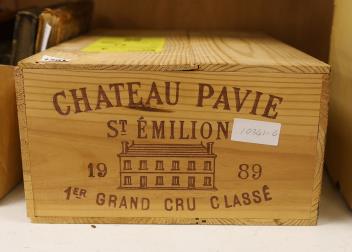 CHATEAU PAVIE
ST ÉMILION
19 89
1ER GRAND CRU CLASSÉ